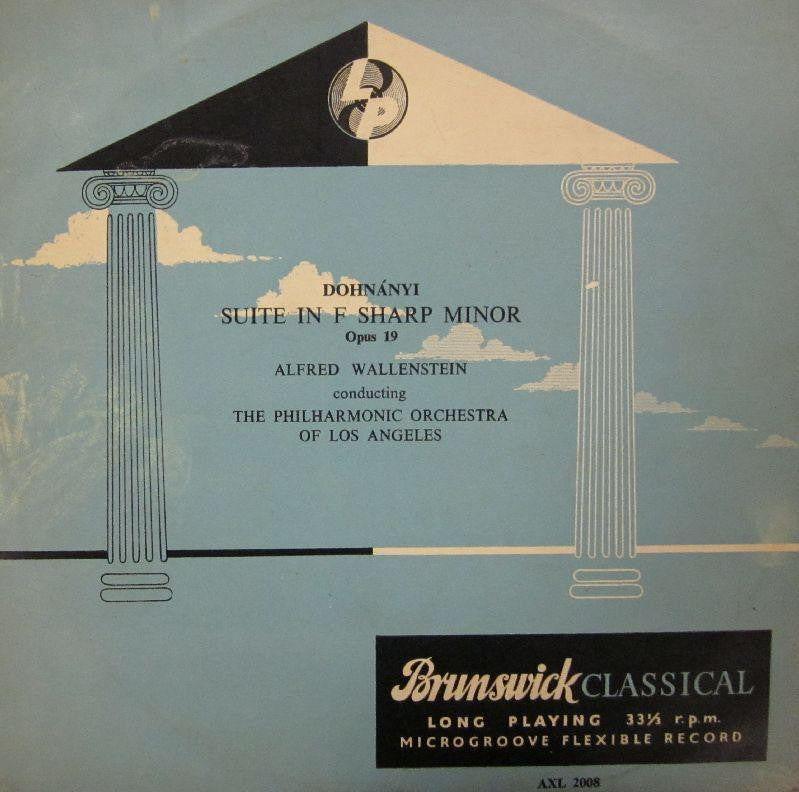 LP
DOHNÁNYI
SUITE IN F SHARP MINOR
Opus 19
ALFRED WALLENSTEIN
conducting
THE PHILHARMONIC ORCHESTRA
OF LOS ANGELES
Brunswick CLASSICAL
LONG PLAYING 33⅓ r.p.m.
MICROGROOVE FLEXIBLE RECORD
AXL 2008